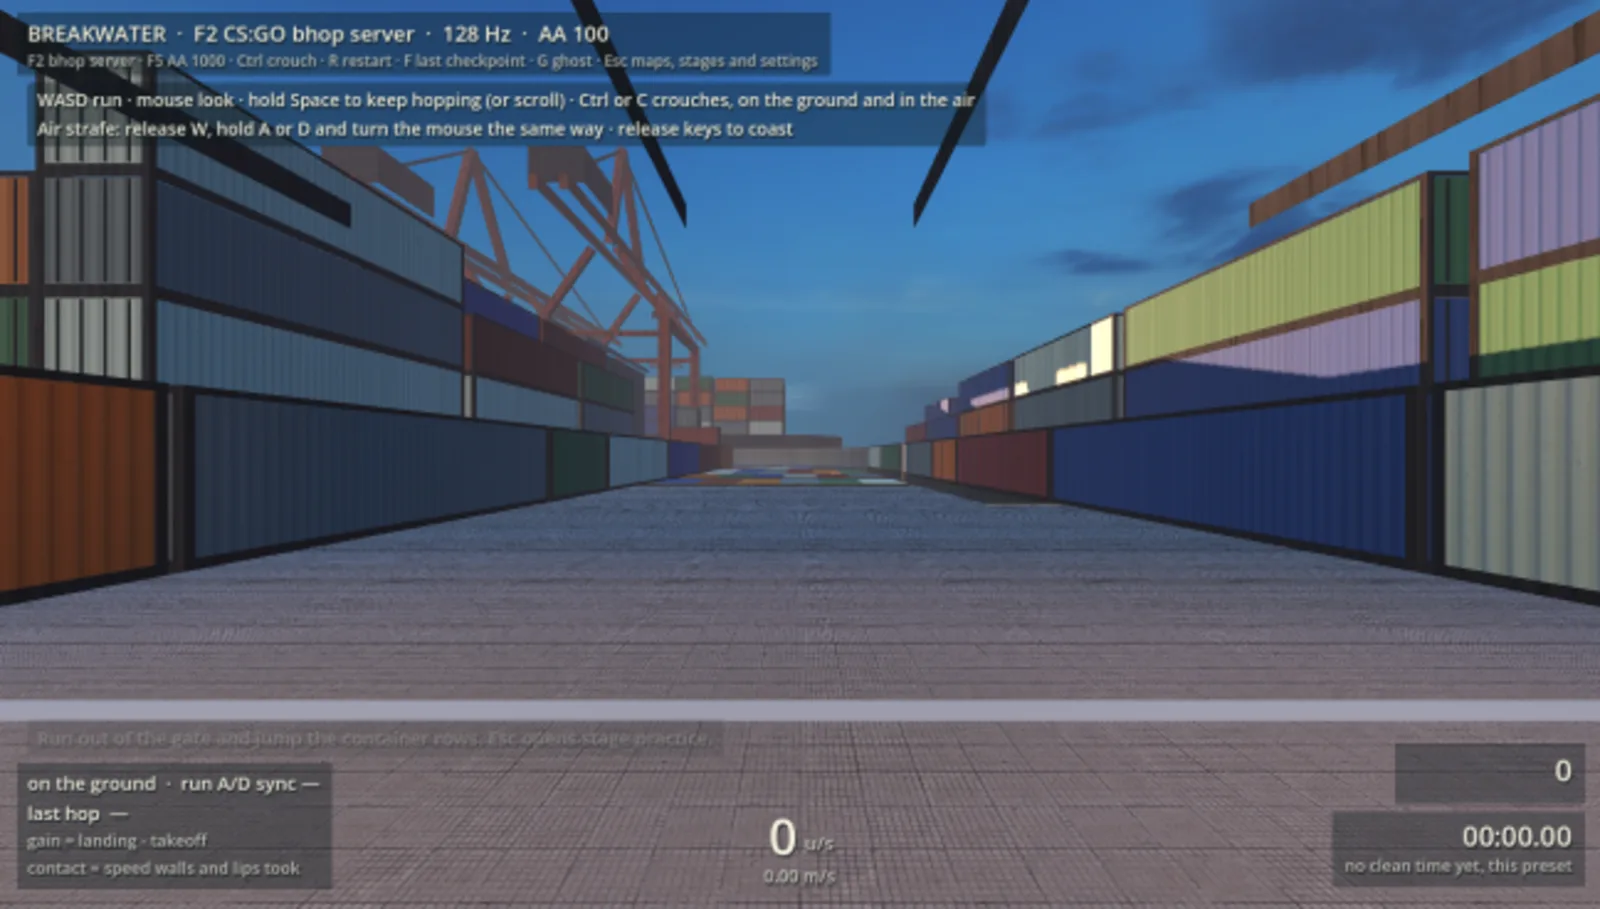 BREAKWATER · F2 CS:GO bhop server · 128 Hz · AA 100
F2 bhop server · F5 AA 1000 · Ctrl crouch · R restart · F last checkpoint · G ghost · Esc maps, stages and settings
WASD run · mouse look · hold Space to keep hopping (or scroll) · Ctrl or C crouches, on the ground and in the air
Air strafe: release W, hold A or D and turn the mouse the same way · release keys to coast
Run out of the gate and jump the container rows. Esc opens stage practice.
on the ground · run A/D sync —
last hop —
gain = landing - takeoff
contact = speed walls and lips took
0 u/s
0.00 m/s
0
00:00.00
no clean time yet, this preset